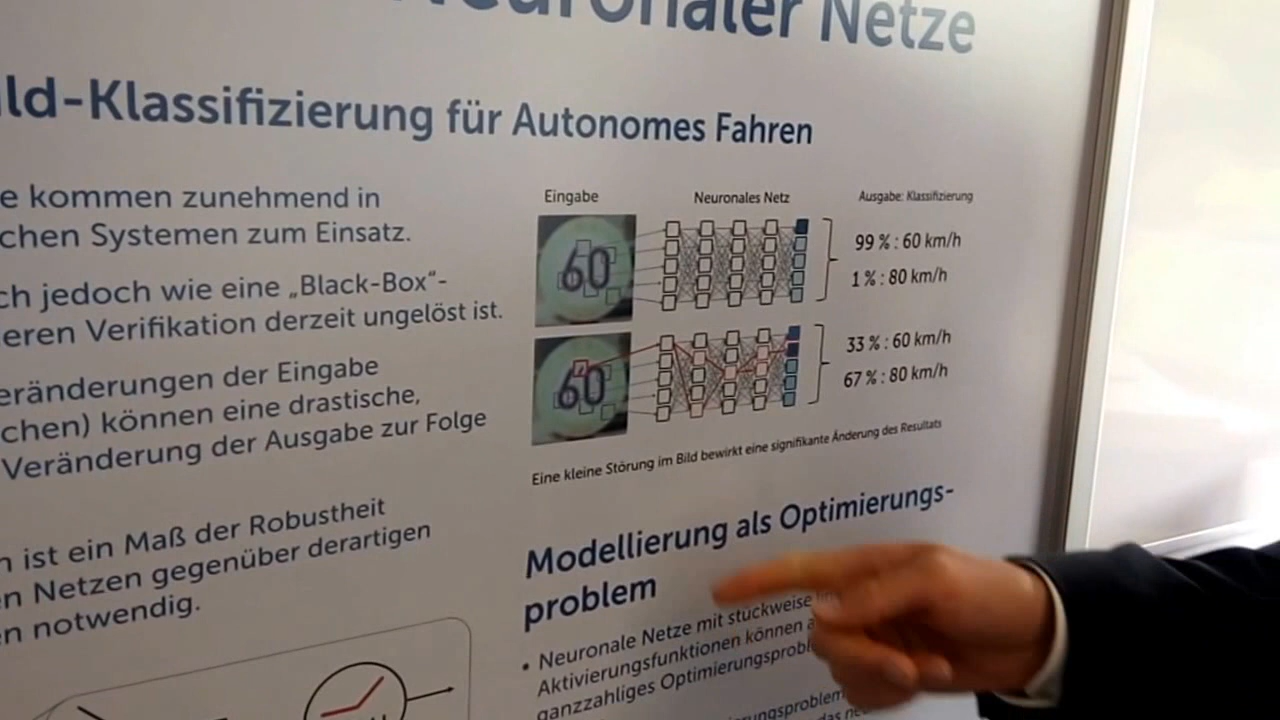 Neuronaler Netze
ild-Klassifizierung für Autonomes Fahren
e kommen zunehmend in
chen Systemen zum Einsatz.
ch jedoch wie eine „Black-Box“-
eren Verifikation derzeit ungelöst ist.
eränderungen der Eingabe
chen) können eine drastische,
Veränderung der Ausgabe zur Folge
n ist ein Maß der Robustheit
n Netzen gegenüber derartigen
n notwendig.
Eingabe Neuronales Netz Ausgabe: Klassifizierung
60
99 % : 60 km/h
1 % : 80 km/h
60
33 % : 60 km/h
67 % : 80 km/h
Eine kleine Störung im Bild bewirkt eine signifikante Änderung des Resultats
Modellierung als Optimierungs-
problem
• Neuronale Netze mit stückweise
Aktivierungsfunktionen können
ganzzahliges Optimierungsprobl